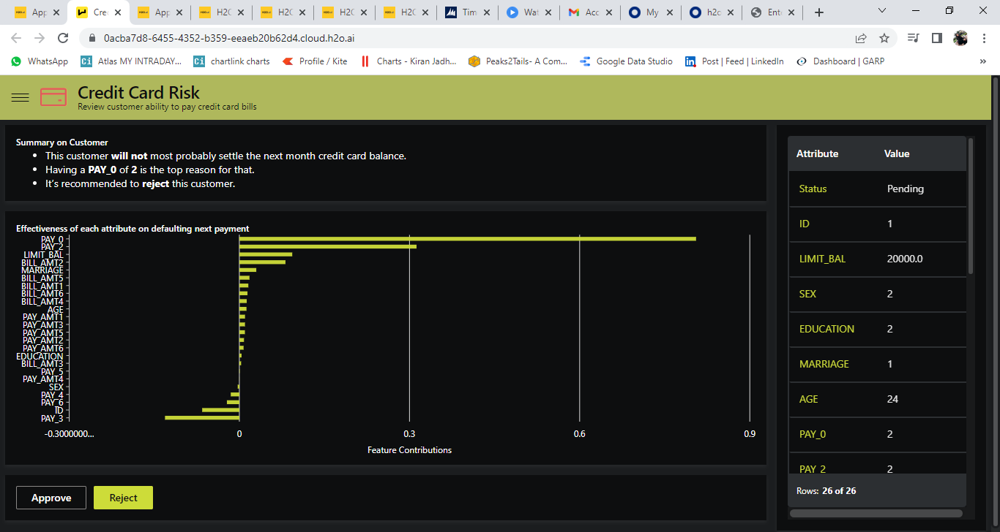 App
Cre
App
H2O
H2O
H2O
H2O
Tim
Wat
Acc
My
h2o
Ent
0acba7d8-6455-4352-b359-eeaeb20b62d4.cloud.h2o.ai
WhatsApp
Atlas MY INTRADAY...
chartlink charts
Profile / Kite
Charts - Kiran Jadh...
Peaks2Tails- A Com...
Google Data Studio
Post | Feed | LinkedIn
Dashboard | GARP
»
Credit Card Risk
Review customer ability to pay credit card bills
Summary on Customer
• This customer will not most probably settle the next month credit card balance.
• Having a PAY_0 of 2 is the top reason for that.
• It's recommended to reject this customer.
Effectiveness of each attribute on defaulting next payment
PAY_0
PAY_2
LIMIT_BAL
BILL_AMT2
MARRIAGE
BILL_AMT5
BILL_AMT1
BILL_AMT6
BILL_AMT4
AGE
PAY_AMT1
PAY_AMT3
PAY_AMT5
PAY_AMT2
PAY_AMT6
EDUCATION
BILL_AMT3
PAY_5
PAY_AMT4
SEX
PAY_4
PAY_6
ID
PAY_3
-0.3000000... 0 0.3 0.6 0.9
Feature Contributions
Approve
Reject
Attribute Value
Status Pending
ID 1
LIMIT_BAL 20000.0
SEX 2
EDUCATION 2
MARRIAGE 1
AGE 24
PAY_0 2
PAY_2 2
Rows: 26 of 26